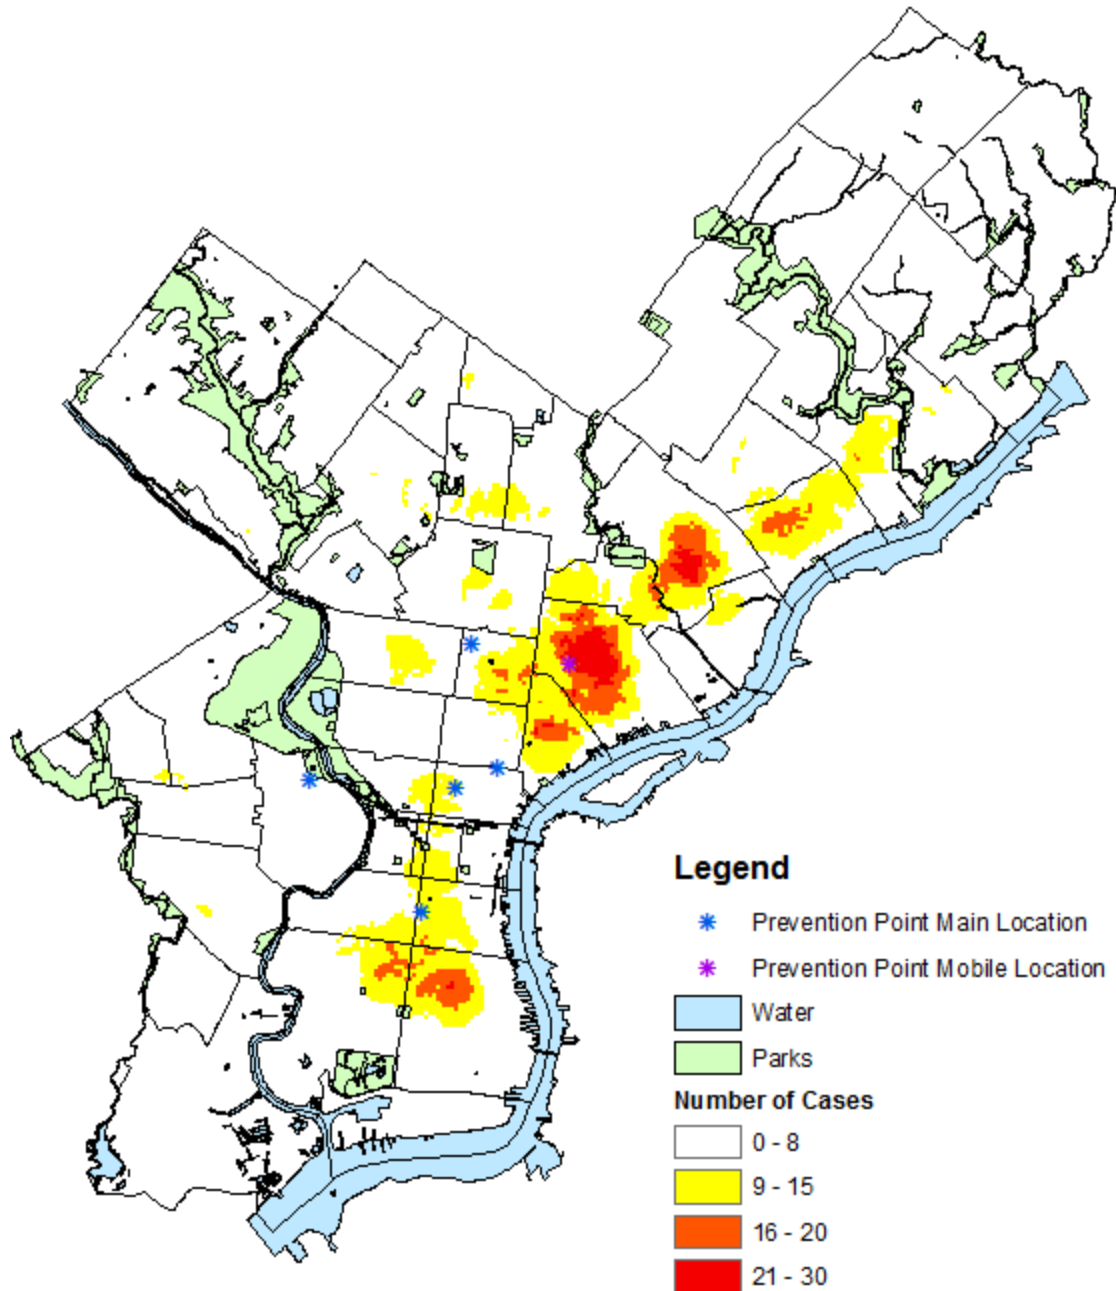 Legend
Prevention Point Main Location
Prevention Point Mobile Location
Water
Parks
Number of Cases
0 - 8
9 - 15
16 - 20
21 - 30